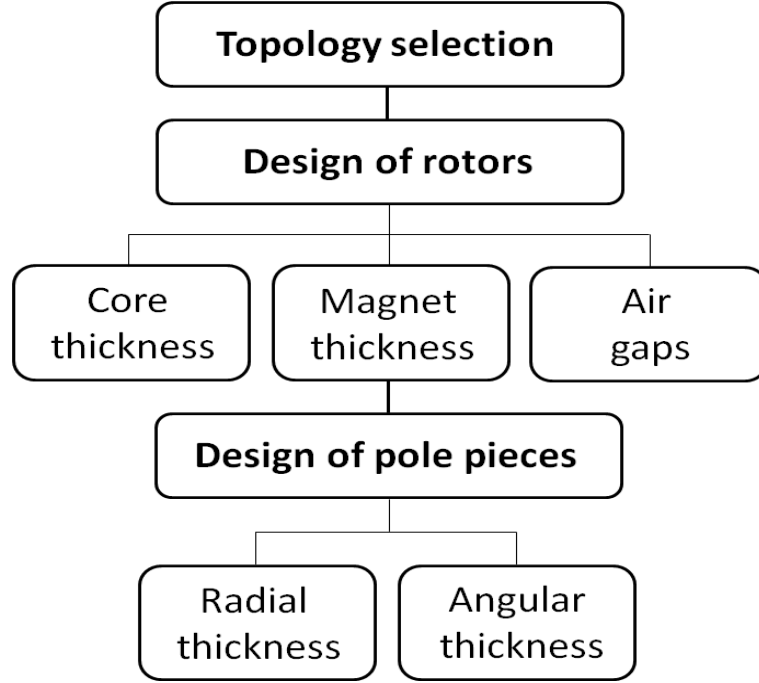 Topology selection
Design of rotors
Core
thickness
Magnet
thickness
Air
gaps
Design of pole pieces
Radial
thickness
Angular
thickness